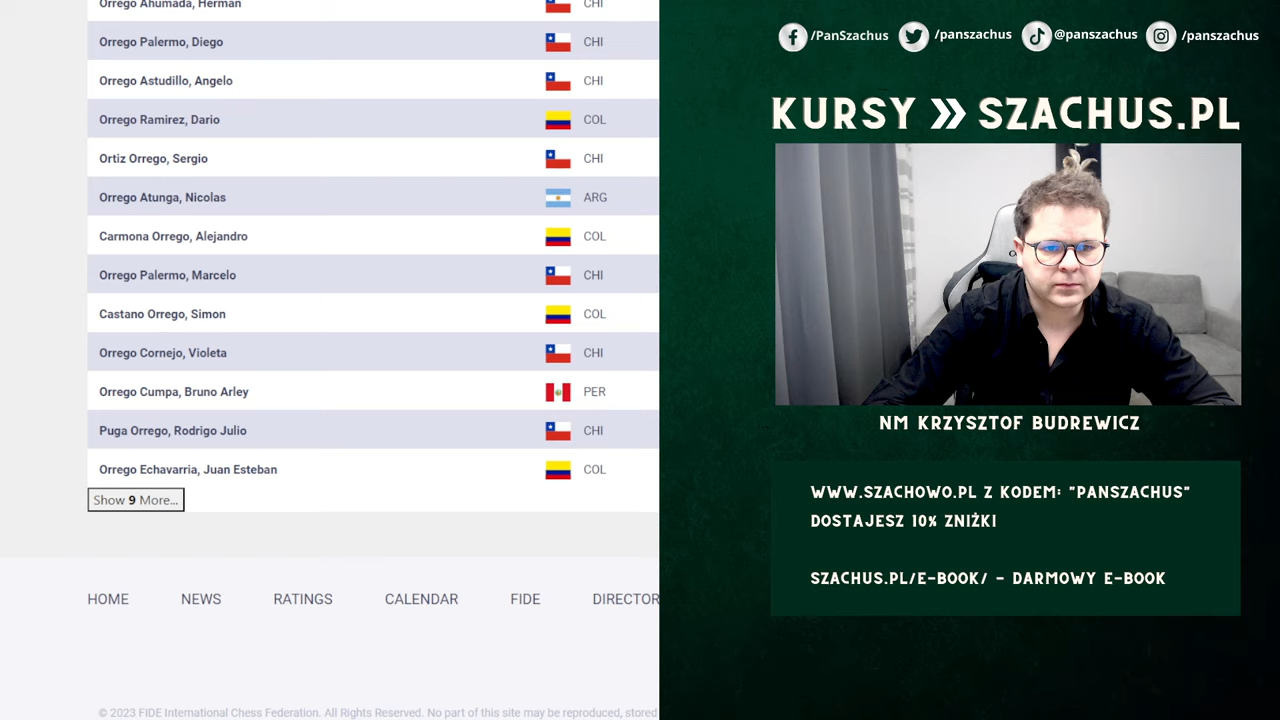 Orrego Ahumada, Herman CHI
Orrego Palermo, Diego CHI
Orrego Astudillo, Angelo CHI
Orrego Ramirez, Dario COL
Ortiz Orrego, Sergio CHI
Orrego Atunga, Nicolas ARG
Carmona Orrego, Alejandro COL
Orrego Palermo, Marcelo CHI
Castano Orrego, Simon COL
Orrego Cornejo, Violeta CHI
Orrego Cumpa, Bruno Arley PER
Puga Orrego, Rodrigo Julio CHI
Orrego Echavarria, Juan Esteban COL
Show 9 More...
HOME NEWS RATINGS CALENDAR FIDE DIRECTOR
© 2023 FIDE International Chess Federation. All Rights Reserved. No part of this site may be reproduced, stored
/PanSzachus /panszachus @panszachus /panszachus
KURSY >> SZACHUS.PL
NM KRZYSZTOF BUDREWICZ
WWW.SZACHOWO.PL Z KODEM: "PANSZACHUS"
DOSTAJESZ 10% ZNIŻKI
SZACHUS.PL/E-BOOK/ - DARMOWY E-BOOK